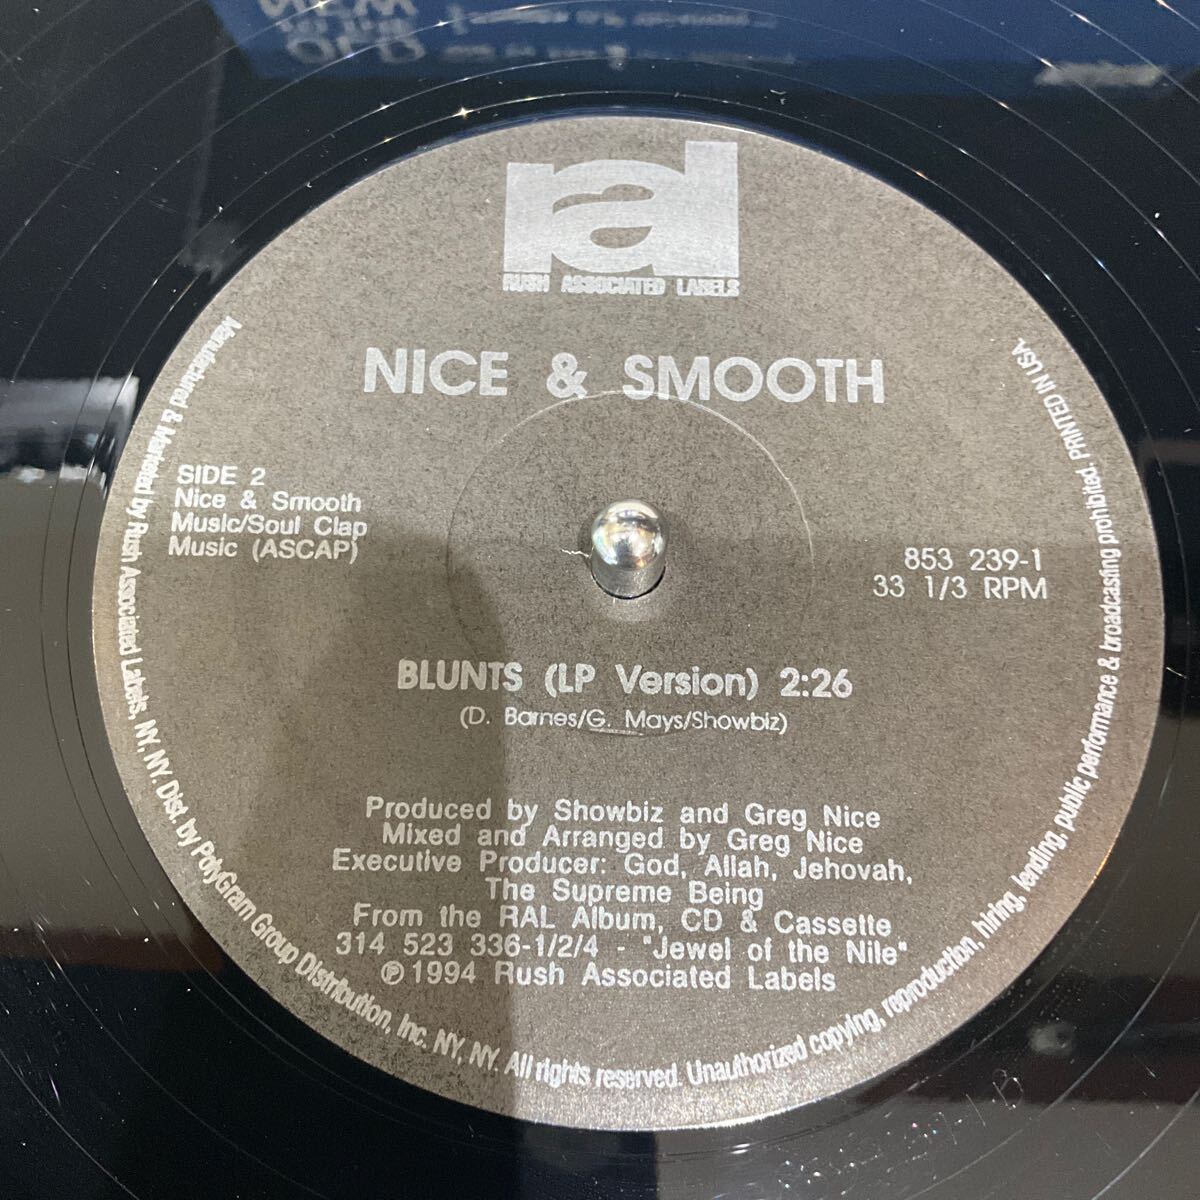 ral
RUSH ASSOCIATED LABELS
NICE & SMOOTH
SIDE 2
Nice & Smooth
Music/Soul Clap
Music (ASCAP)
853 239-1
33 1/3 RPM
BLUNTS (LP Version) 2:26
(D. Barnes/G. Mays/Showbiz)
Produced by Showbiz and Greg Nice
Mixed and Arranged by Greg Nice
Executive Producer: God, Allah, Jehovah,
The Supreme Being
From the RAL Album, CD & Cassette
314 523 336-1/2/4 - "Jewel of the Nile"
℗1994 Rush Associated Labels
Manufactured & Marketed by Rush Associated Labels, NY, NY. Dist. by PolyGram Group Distribution, Inc. NY, NY. All rights reserved. Unauthorized copying, reproduction, hiring, lending, public performance & broadcasting prohibited. PRINTED IN USA.